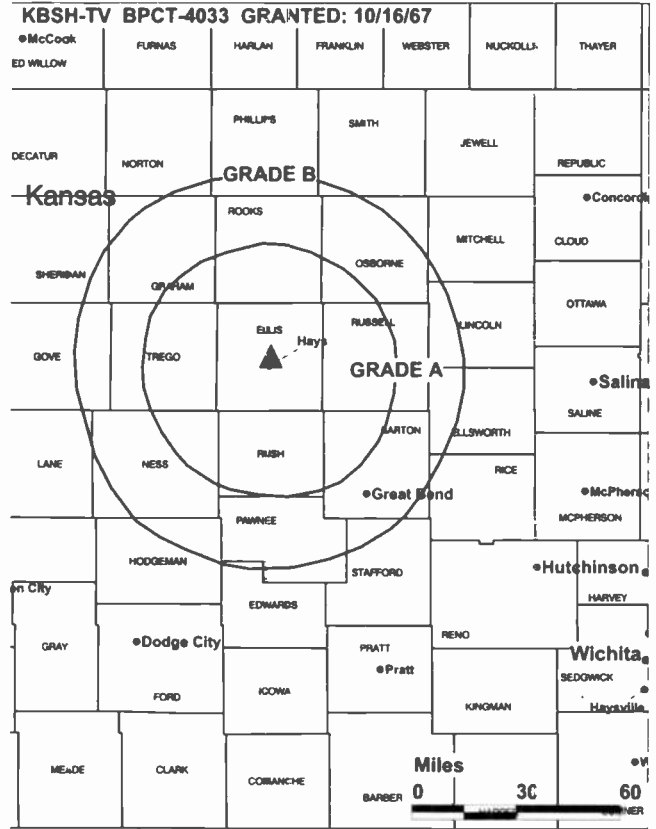 KBSH-TV BPCT-4033 GRANTED: 10/16/67
McCook
FURNAS
HARLAN
FRANKLIN
WEBSTER
THAYER
ED WILLOW
PHILLIPS
SMITH
JEWELL
DECATUR
NORTON
REPUBLIC
GRADE B
Kansas
ROOKS
MITCHELL
CLOUD
SHERIDAN
GRAHAM
OSBORNE
OTTAWA
ELLIS
RUSSELL
LINCOLN
Hays
GOVE
TREGO
GRADE A
Salina
SALINE
BARTON
ELLSWORTH
LANE
NESS
RUSH
RICE
Great Bend
MCPHERSON
PAWNEE
HODGEMAN
STAFFORD
Hutchinson
EDWARDS
HARVEY
GRAY
Dodge City
PRATT
RENO
Wichita
Pratt
SEDGWICK
FORD
KINGMAN
Haysville
MEADE
CLARK
COMANCHE
BARBER
Miles
0 30 60